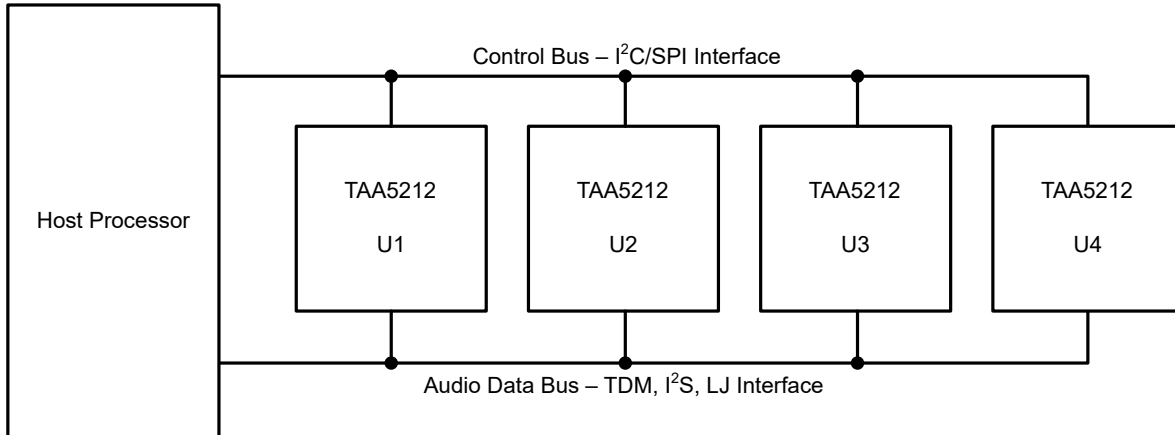 Control Bus – I²C/SPI Interface
TAA5212
TAA5212
TAA5212
TAA5212
Host Processor
U1
U2
U3
U4
Audio Data Bus – TDM, I²S, LJ Interface